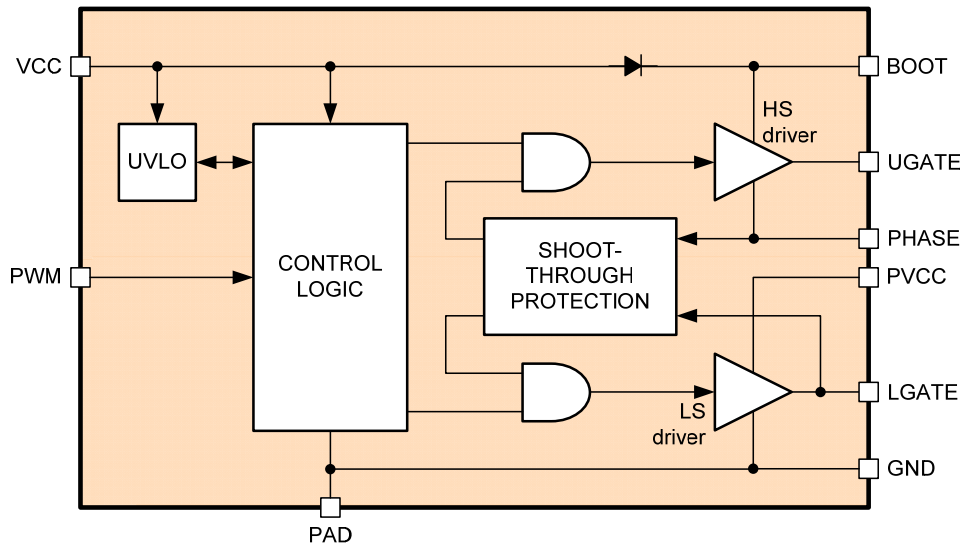 VCC
BOOT
HS
driver
UVLO
UGATE
PHASE
SHOOT-
THROUGH
PROTECTION
CONTROL
LOGIC
PWM
PVCC
LGATE
LS
driver
GND
PAD